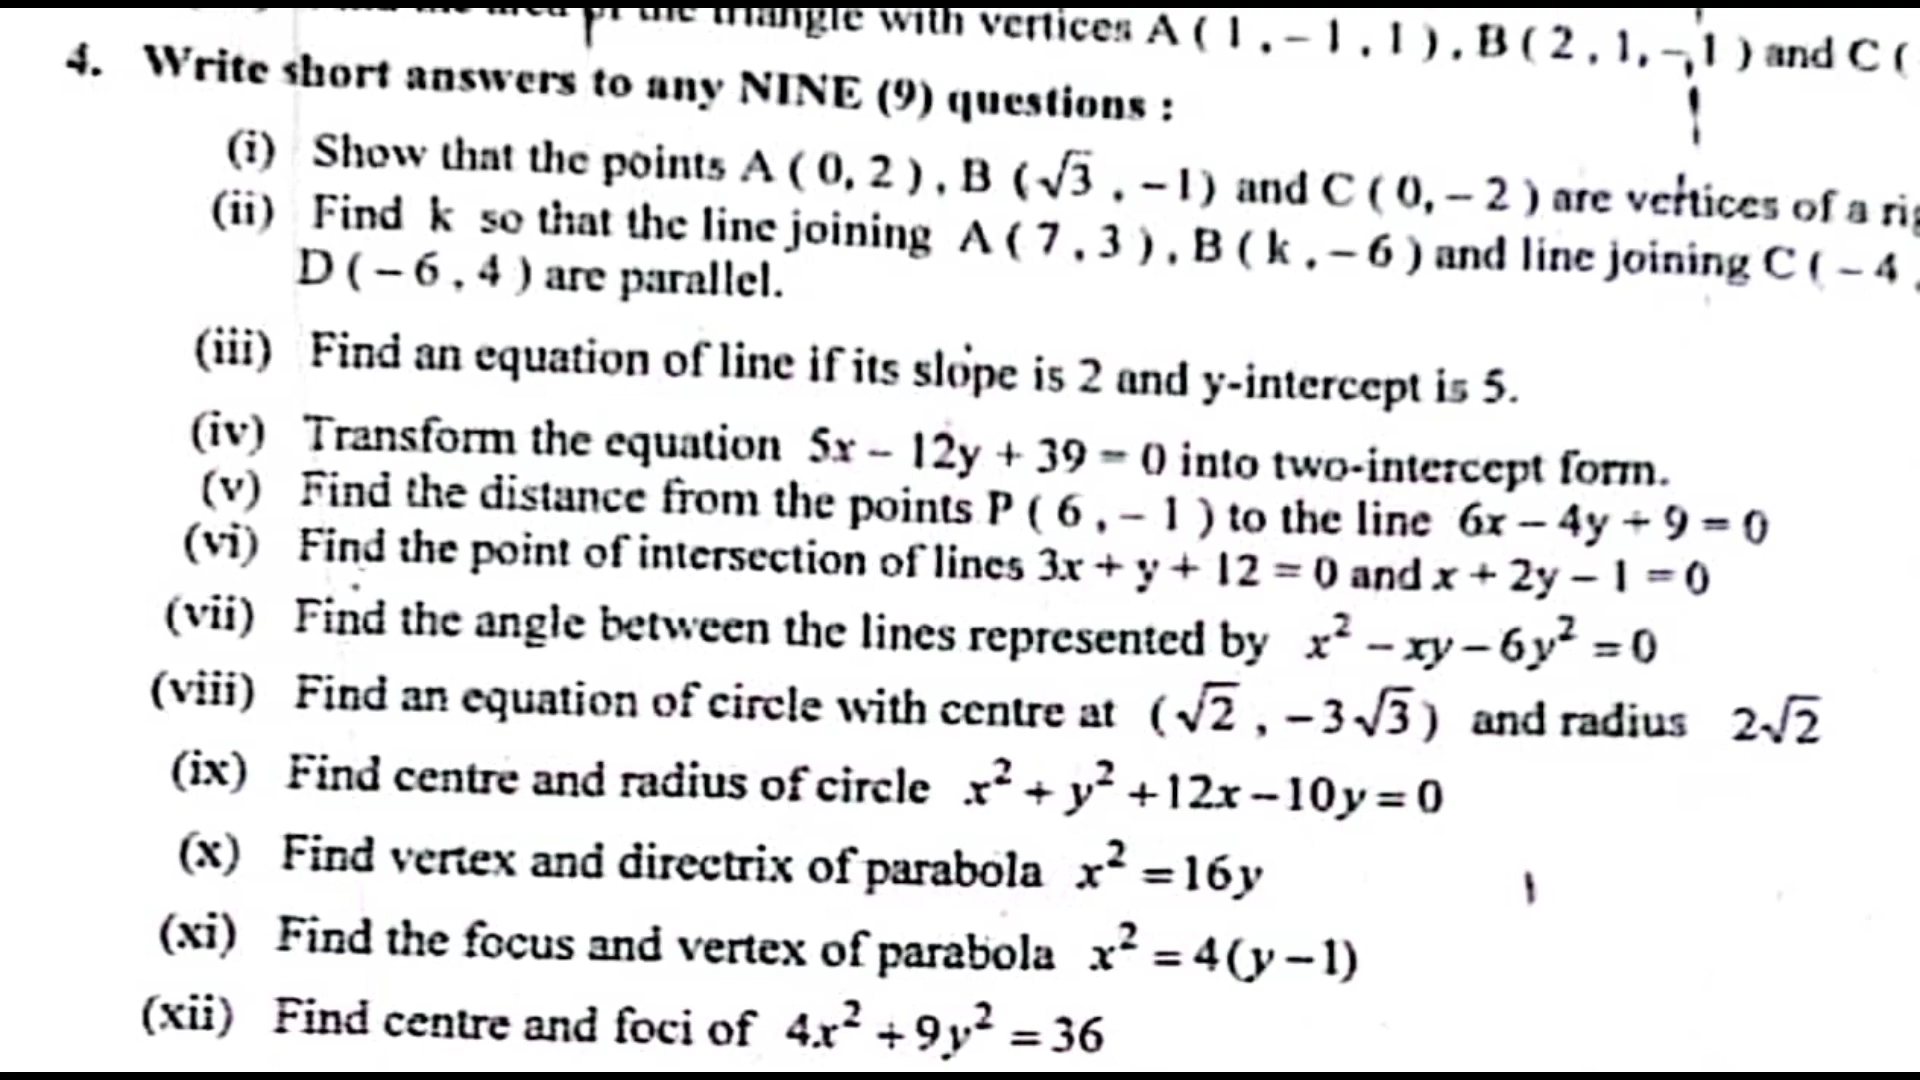 the triangle with vertices A ( 1 , – 1 , 1 ) , B ( 2 , 1, – 1 ) and C (
4. Write short answers to any NINE (9) questions :
(i) Show that the points A ( 0, 2 ) , B ( √3 , –1) and C ( 0, – 2 ) are vertices of a
(ii) Find k so that the line joining A ( 7 , 3 ) , B ( k , – 6 ) and line joining C ( – 4
D ( – 6 , 4 ) are parallel.
(iii) Find an equation of line if its slope is 2 and y-intercept is 5.
(iv) Transform the equation 5x – 12y + 39 = 0 into two-intercept form.
(v) Find the distance from the points P ( 6 , – 1 ) to the line 6x – 4y + 9 = 0
(vi) Find the point of intersection of lines 3x + y + 12 = 0 and x + 2y – 1 = 0
(vii) Find the angle between the lines represented by x² – xy – 6y² = 0
(viii) Find an equation of circle with centre at (√2 , –3√3) and radius 2√2
(ix) Find centre and radius of circle x² + y² +12x –10y = 0
(x) Find vertex and directrix of parabola x² =16y
(xi) Find the focus and vertex of parabola x² = 4(y –1)
(xii) Find centre and foci of 4x² +9y² = 36